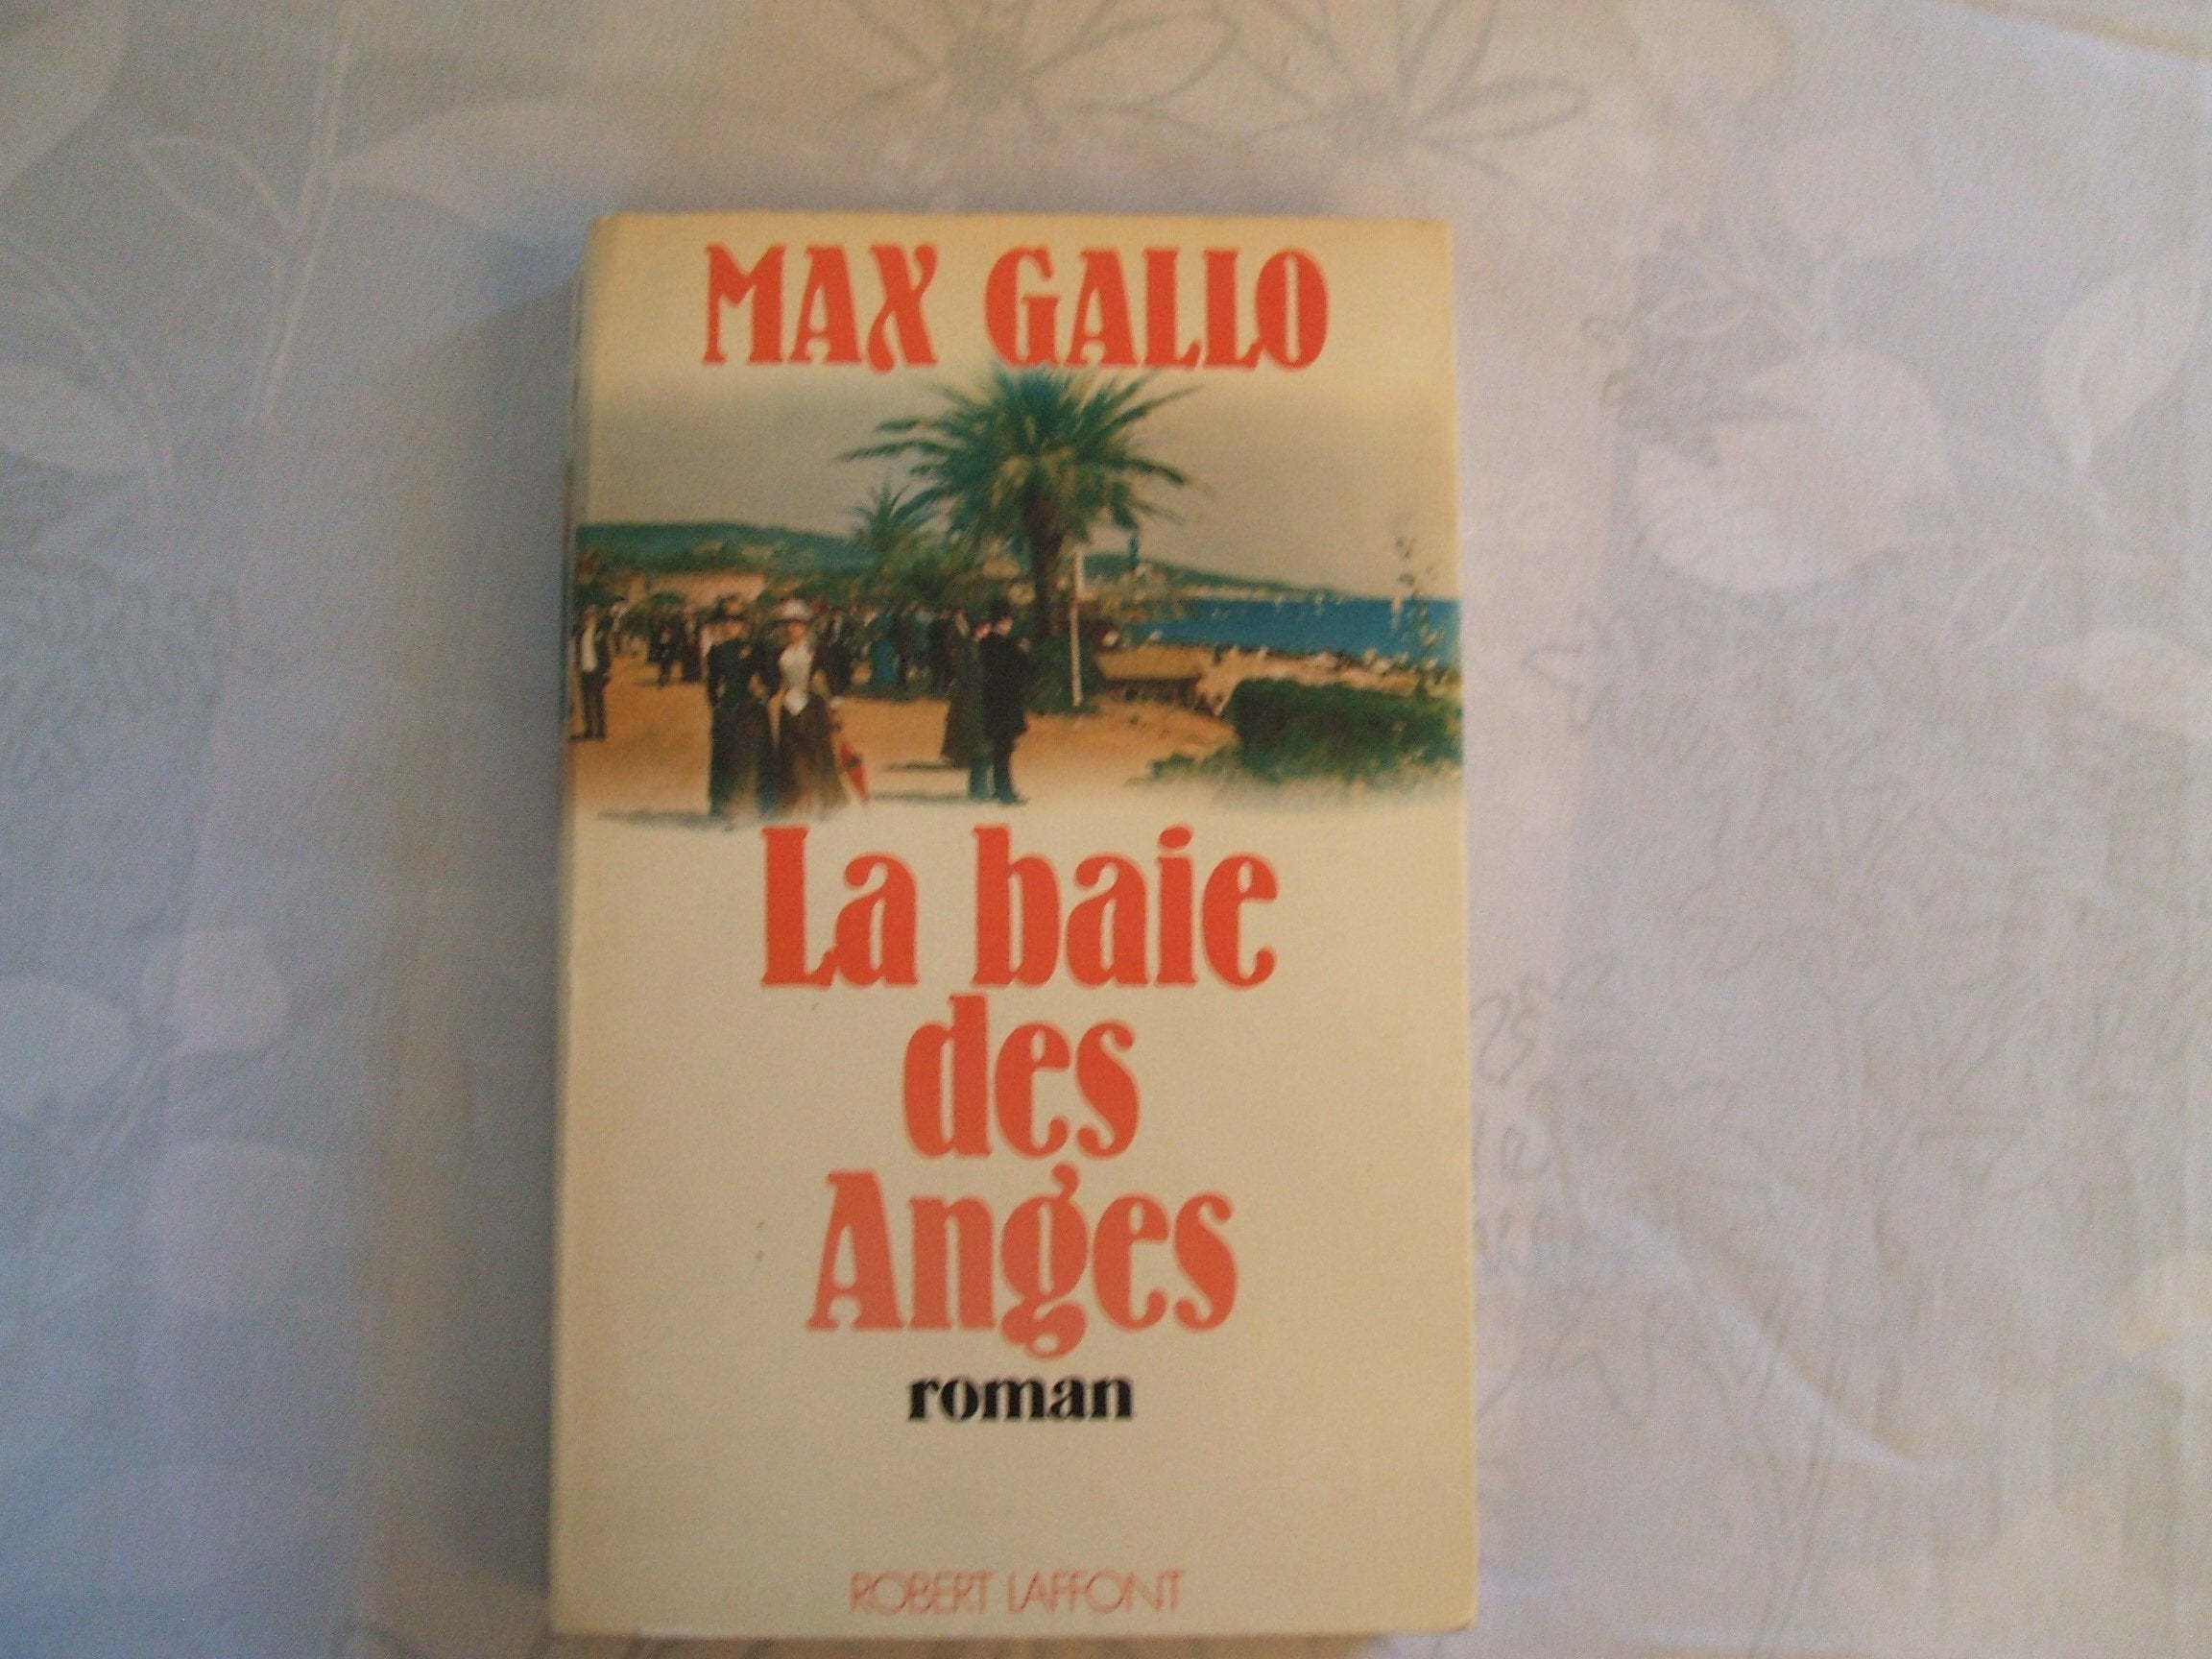 MAX GALLO
La baie
des
Anges
roman
ROBERT LAFFONT